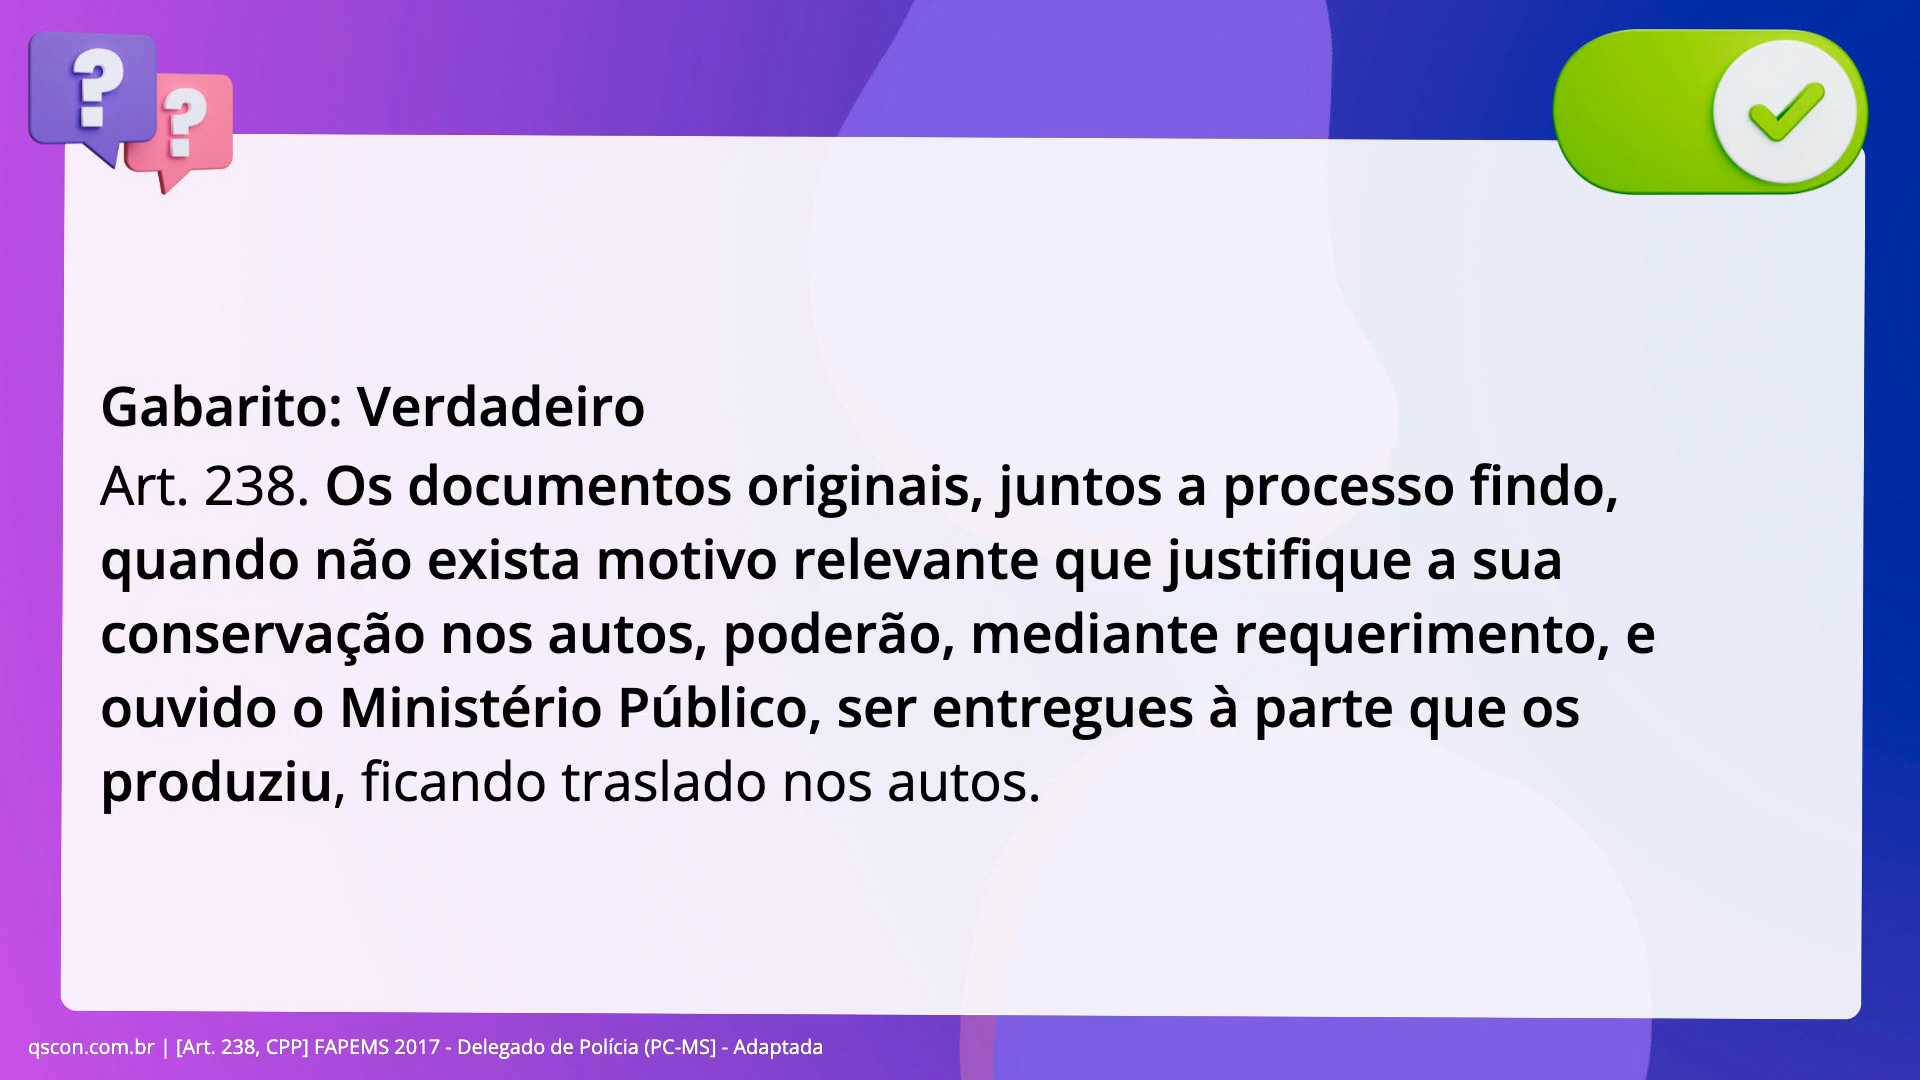 ? ?
Gabarito: Verdadeiro
Art. 238. Os documentos originais, juntos a processo findo,
quando não exista motivo relevante que justifique a sua
conservação nos autos, poderão, mediante requerimento, e
ouvido o Ministério Público, ser entregues à parte que os
produziu, ficando traslado nos autos.
qscon.com.br | [Art. 238, CPP] FAPEMS 2017 - Delegado de Polícia (PC-MS] - Adaptada